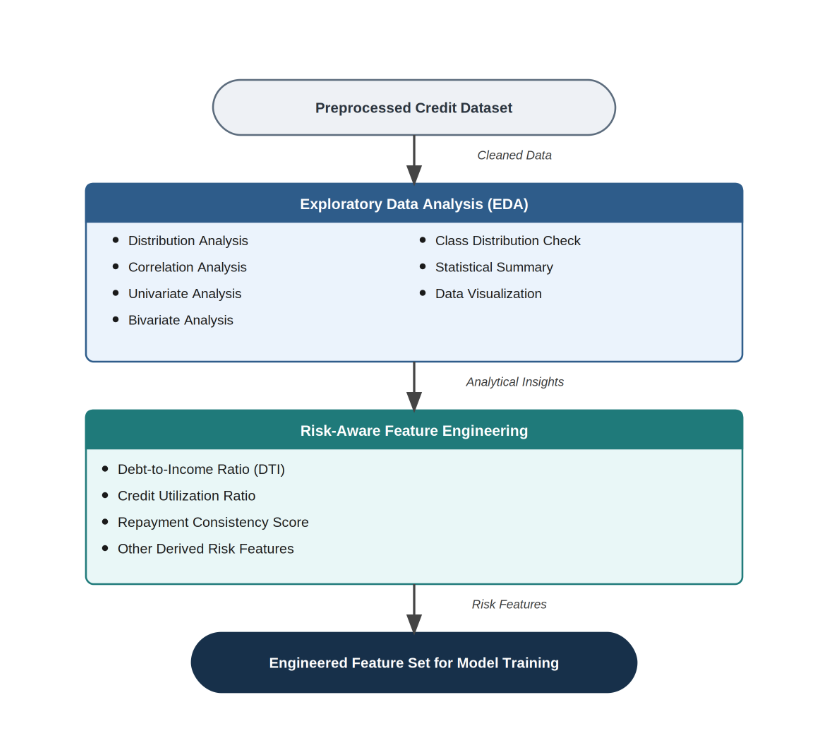 Preprocessed Credit Dataset
Cleaned Data
Exploratory Data Analysis (EDA)
Distribution Analysis
Correlation Analysis
Univariate Analysis
Bivariate Analysis
Class Distribution Check
Statistical Summary
Data Visualization
Analytical Insights
Risk-Aware Feature Engineering
Debt-to-Income Ratio (DTI)
Credit Utilization Ratio
Repayment Consistency Score
Other Derived Risk Features
Risk Features
Engineered Feature Set for Model Training